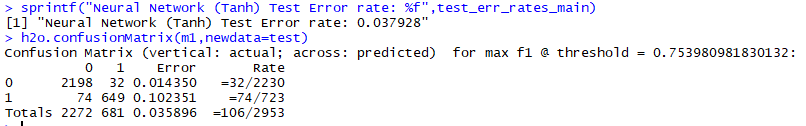 > sprintf("Neural Network (Tanh) Test Error rate: %f",test_err_rates_main)
[1] "Neural Network (Tanh) Test Error rate: 0.037928"
> h2o.confusionMatrix(m1,newdata=test)
Confusion Matrix (vertical: actual; across: predicted)  for max f1 @ threshold = 0.753980981830132:
          0   1    Error      Rate
0      2198  32 0.014350  =32/2230
1        74 649 0.102351   =74/723
Totals 2272 681 0.035896 =106/2953
>